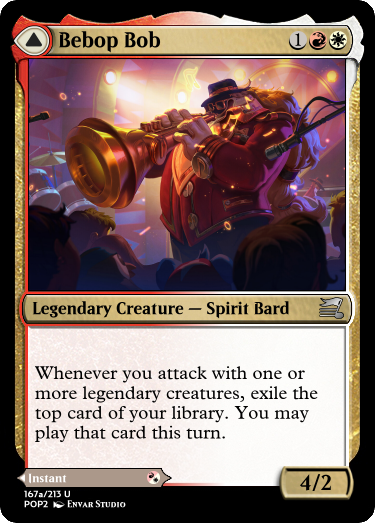 Bebop Bob 1
Legendary Creature — Spirit Bard
Whenever you attack with one or
more legendary creatures, exile the
top card of your library. You may
play that card this turn.
Instant
4/2
167a/213 U
POP2 Envar Studio